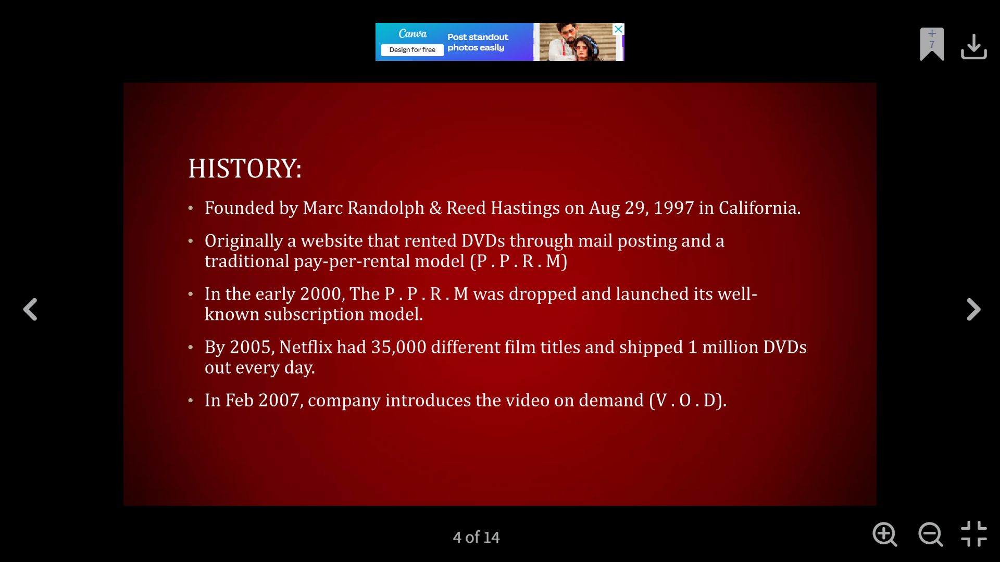 Canva
Design for free
Post standout
photos easily
+
7
HISTORY:
• Founded by Marc Randolph & Reed Hastings on Aug 29, 1997 in California.
• Originally a website that rented DVDs through mail posting and a
traditional pay-per-rental model (P . P . R . M)
• In the early 2000, The P . P . R . M was dropped and launched its well-
known subscription model.
• By 2005, Netflix had 35,000 different film titles and shipped 1 million DVDs
out every day.
• In Feb 2007, company introduces the video on demand (V . O . D).
4 of 14